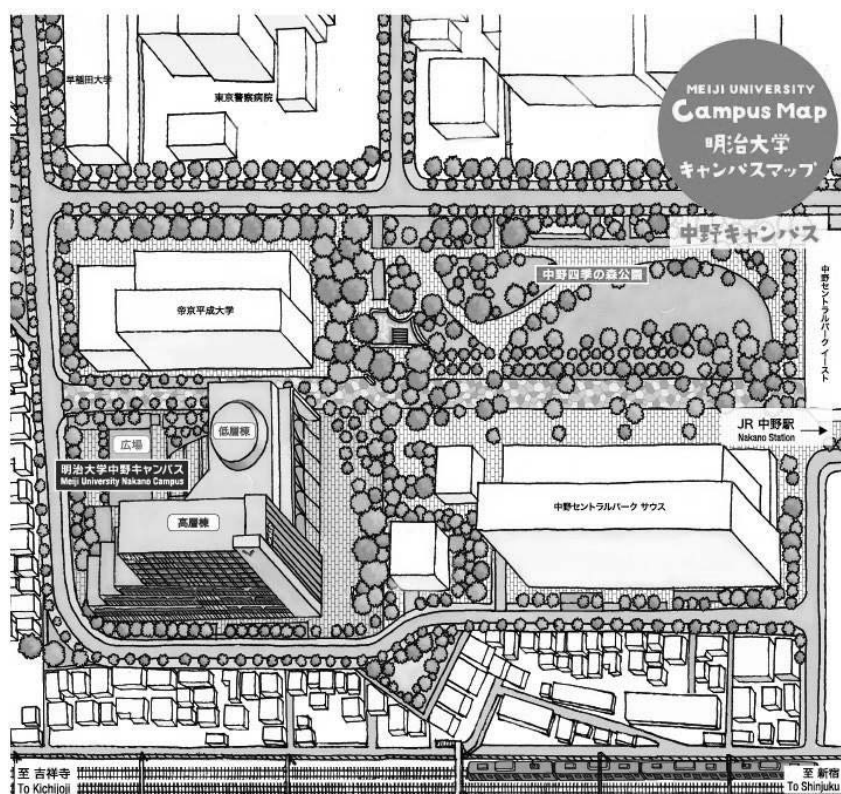 早稲田大学
東京警察病院
MEIJI UNIVERSITY
Campus Map
明治大学
キャンパスマップ
中野キャンパス
中野四季の森公園
中野セントラルパーク イースト
帝京平成大学
JR 中野駅
Nakano Station
低層棟
広場
明治大学中野キャンパス
Meiji University Nakano Campus
高層棟
中野セントラルパーク サウス
至 吉祥寺
To Kichijoji
至 新宿
To Shinjuku